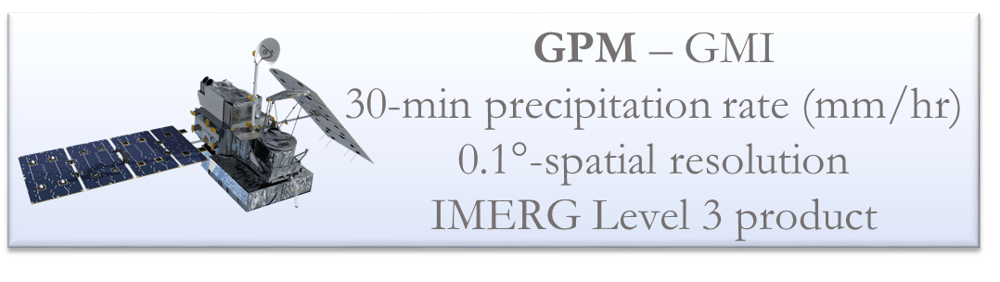 GPM – GMI
30-min precipitation rate (mm/hr)
0.1°-spatial resolution
IMERG Level 3 product